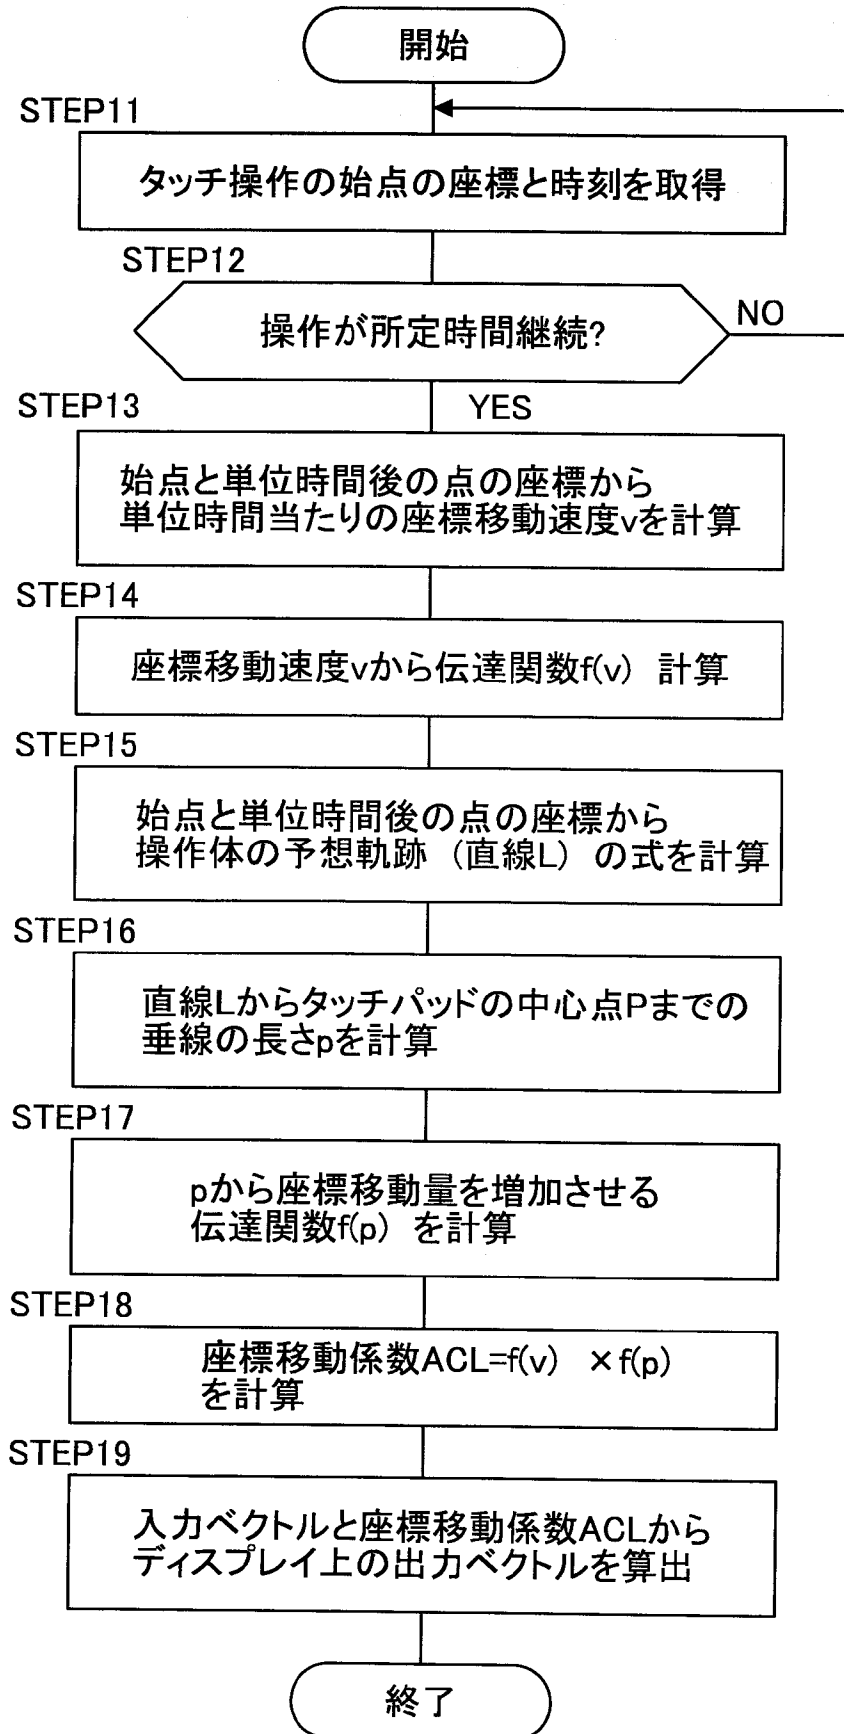 開始
STEP11
タッチ操作の始点の座標と時刻を取得
STEP12
操作が所定時間継続?
NO
STEP13
YES
始点と単位時間後の点の座標から
単位時間当たりの座標移動速度vを計算
STEP14
座標移動速度vから伝達関数f(v) 計算
STEP15
始点と単位時間後の点の座標から
操作体の予想軌跡 (直線L) の式を計算
STEP16
直線Lからタッチパッドの中心点Pまでの
垂線の長さpを計算
STEP17
pから座標移動量を増加させる
伝達関数f(p) を計算
STEP18
座標移動係数ACL=f(v) ×f(p)
を計算
STEP19
入力ベクトルと座標移動係数ACLから
ディスプレイ上の出力ベクトルを算出
終了